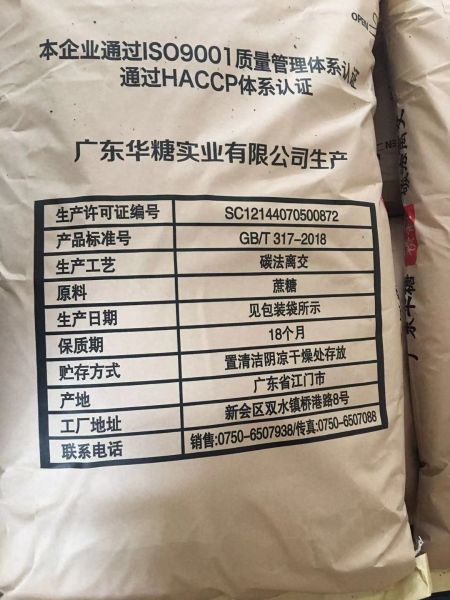 OPEN
本企业通过ISO9001质量管理体系认证
通过HACCP体系认证
广东华糖实业有限公司生产
生产许可证编号 SC12144070500872
产品标准号 GB/T 317-2018
生产工艺 碳法离交
原料 蔗糖
生产日期 见包装袋所示
保质期 18个月
贮存方式 置清洁阴凉干燥处存放
产地 广东省江门市
工厂地址 新会区双水镇桥港路8号
联系电话 销售:0750-6507938/传真:0750-6507088